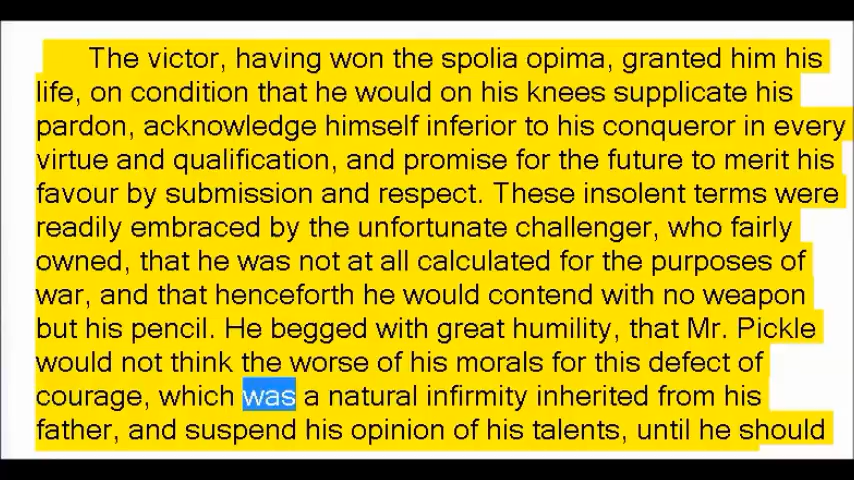 The victor, having won the spolia opima, granted him his
life, on condition that he would on his knees supplicate his
pardon, acknowledge himself inferior to his conqueror in every
virtue and qualification, and promise for the future to merit his
favour by submission and respect. These insolent terms were
readily embraced by the unfortunate challenger, who fairly
owned, that he was not at all calculated for the purposes of
war, and that henceforth he would contend with no weapon
but his pencil. He begged with great humility, that Mr. Pickle
would not think the worse of his morals for this defect of
courage, which was a natural infirmity inherited from his
father, and suspend his opinion of his talents, until he should